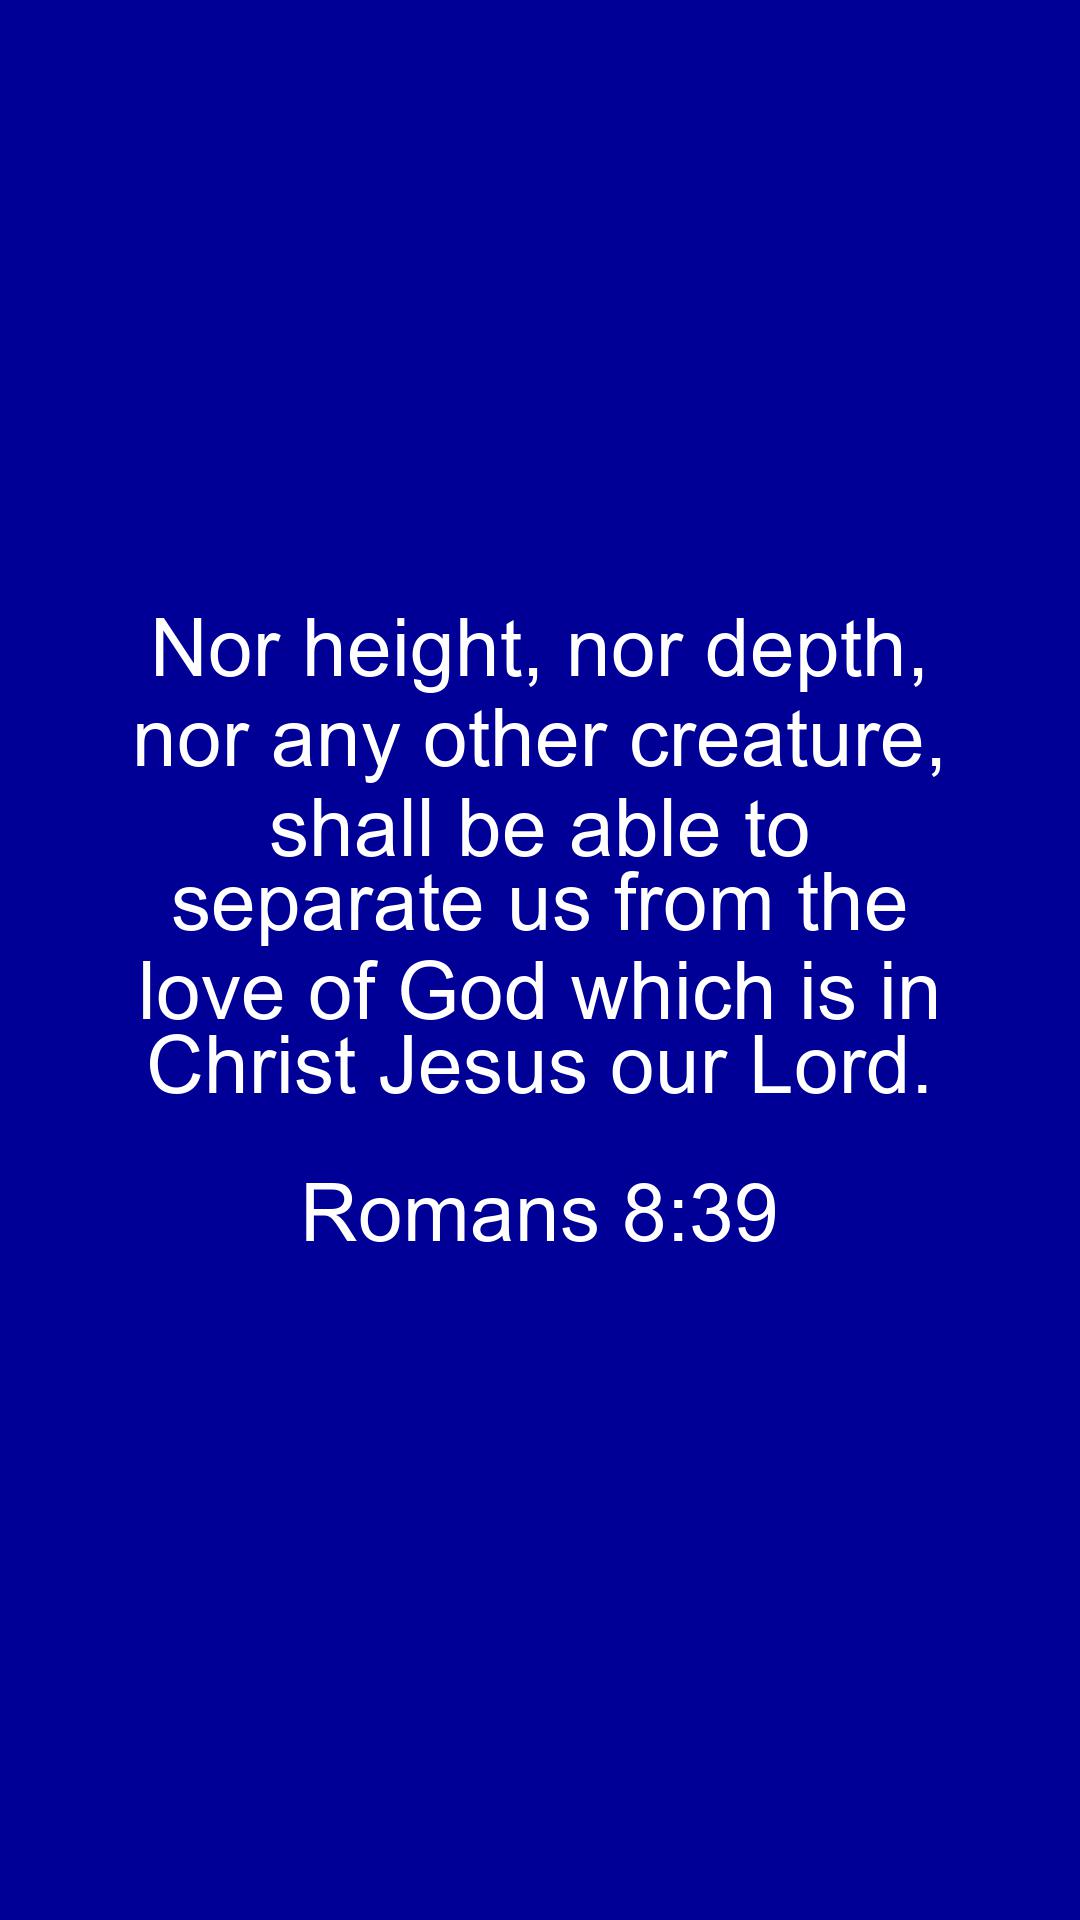 Nor height, nor depth,
nor any other creature,
shall be able to
separate us from the
love of God which is in
Christ Jesus our Lord.
Romans 8:39